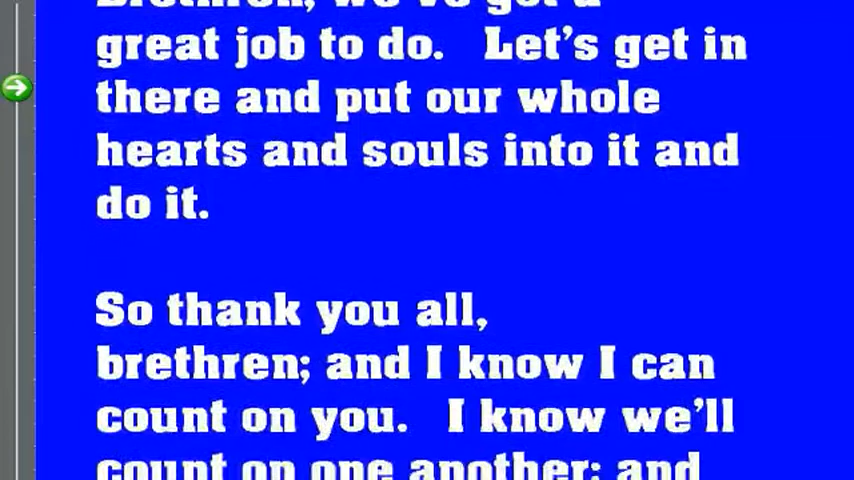 Brethren, we've got a
great job to do. Let's get in
there and put our whole
hearts and souls into it and
do it.
So thank you all,
brethren; and I know I can
count on you. I know we'll
count on one another; and